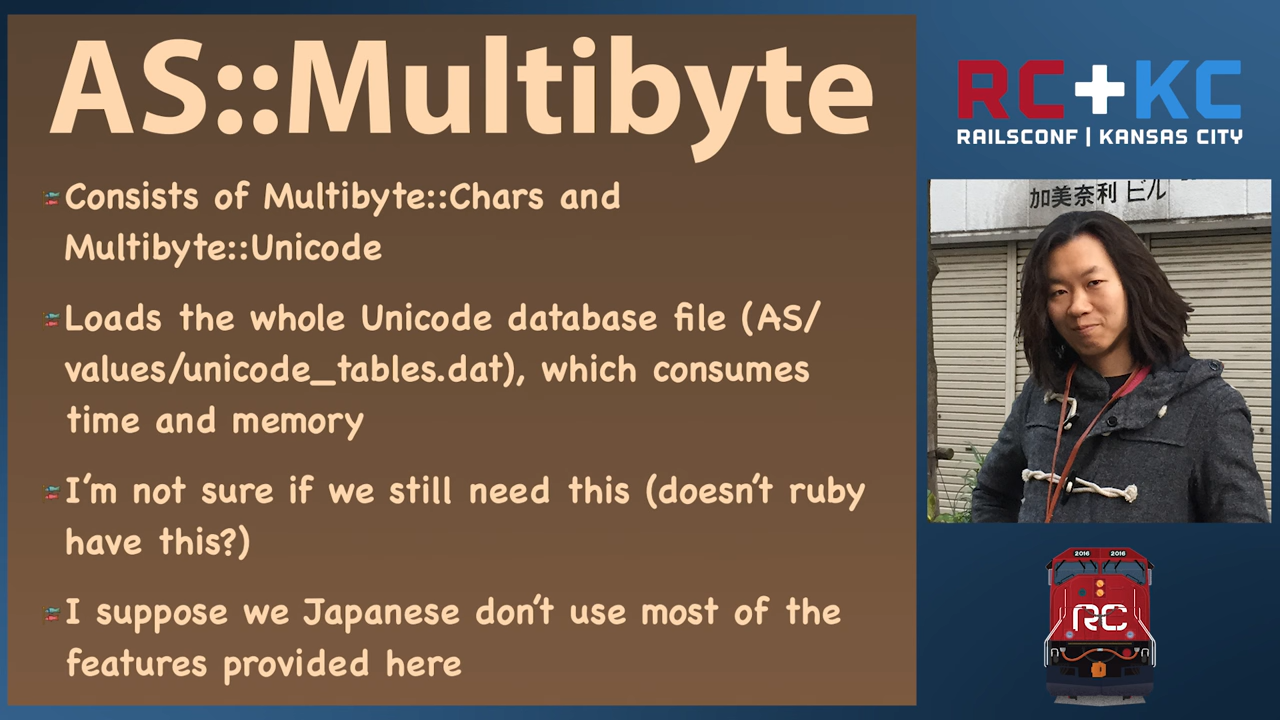 AS::Multibyte
Consists of Multibyte::Chars and
Multibyte::Unicode
Loads the whole Unicode database file (AS/
values/unicode_tables.dat), which consumes
time and memory
I’m not sure if we still need this (doesn’t ruby
have this?)
I suppose we Japanese don’t use most of the
features provided here
RC+KC
RAILSCONF | KANSAS CITY
加美奈利 ビル
2016 2016
RC